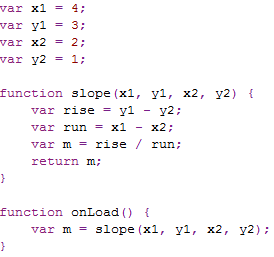 var x1 = 4;
var y1 = 3;
var x2 = 2;
var y2 = 1;

function slope(x1, y1, x2, y2) {
    var rise = y1 - y2;
    var run = x1 - x2;
    var m = rise / run;
    return m;
}

function onLoad() {
    var m = slope(x1, y1, x2, y2);
}